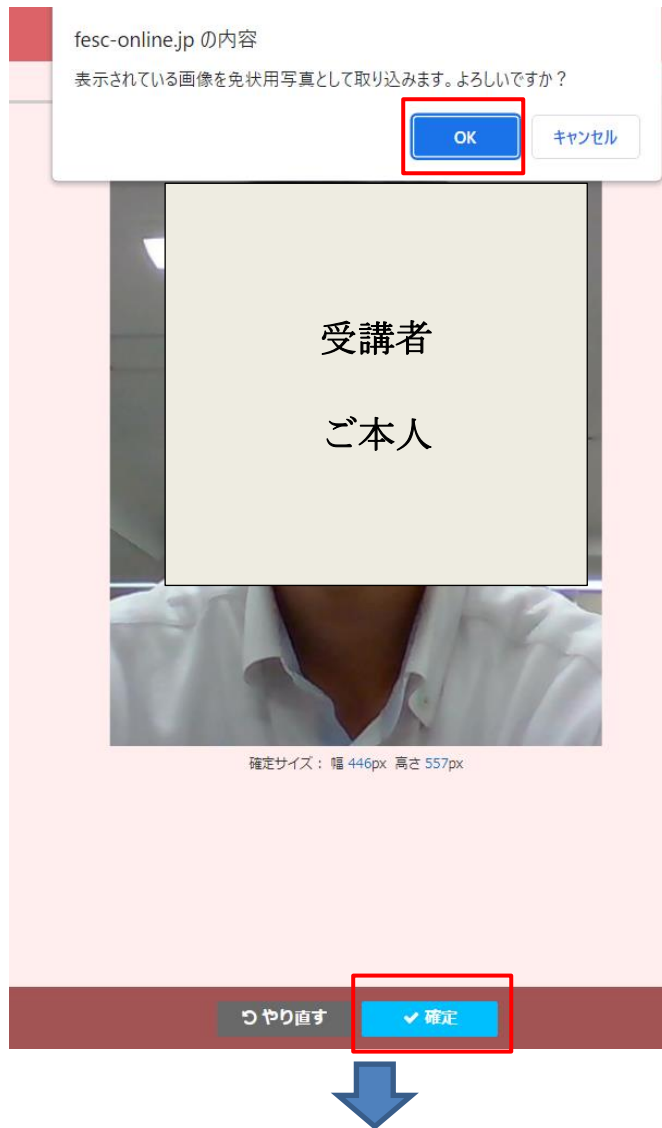 fesc-online.jp の内容
表示されている画像を免状用写真として取り込みます。よろしいですか？
OK
キャンセル
受講者
ご本人
確定サイズ： 幅 446px 高さ 557px
やり直す
確定